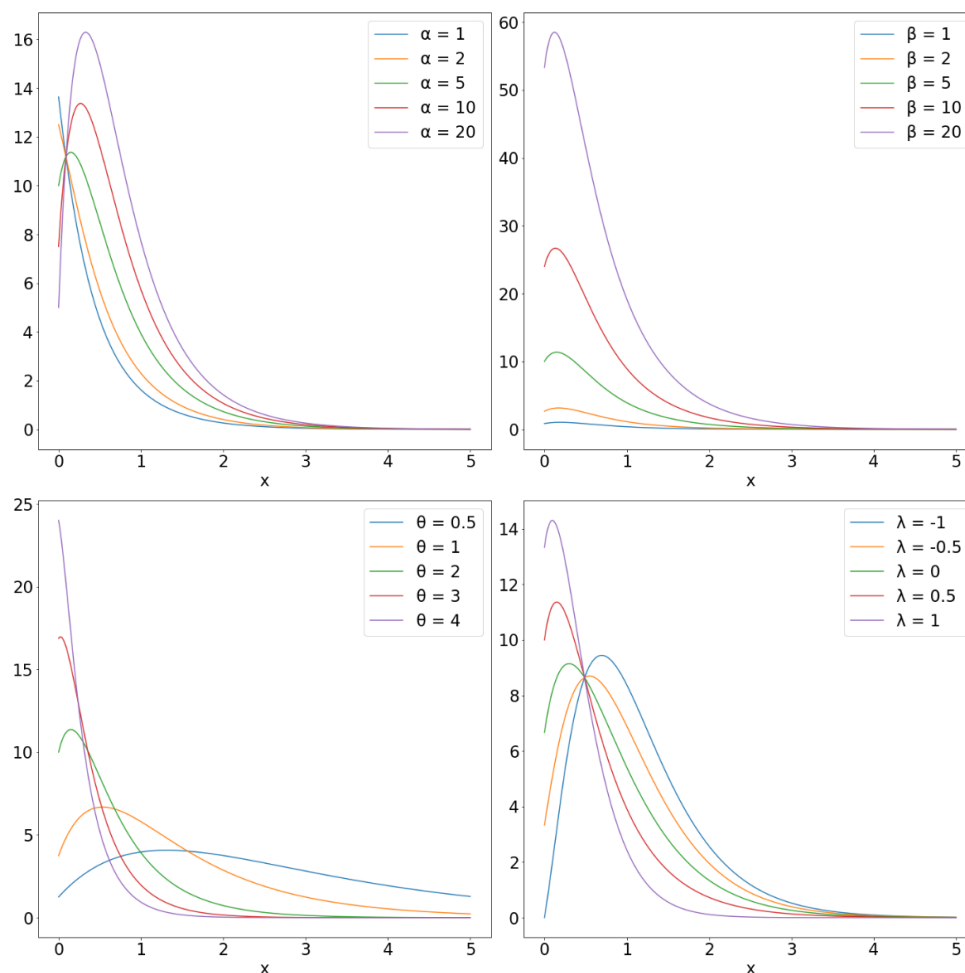 16
14
12
10
8
6
4
2
0
α = 1
α = 2
α = 5
α = 10
α = 20
0 1 2 3 4 5
x
60
50
40
30
20
10
0
β = 1
β = 2
β = 5
β = 10
β = 20
0 1 2 3 4 5
x
25
20
15
10
5
0
θ = 0.5
θ = 1
θ = 2
θ = 3
θ = 4
0 1 2 3 4 5
x
14
12
10
8
6
4
2
0
λ = -1
λ = -0.5
λ = 0
λ = 0.5
λ = 1
0 1 2 3 4 5
x